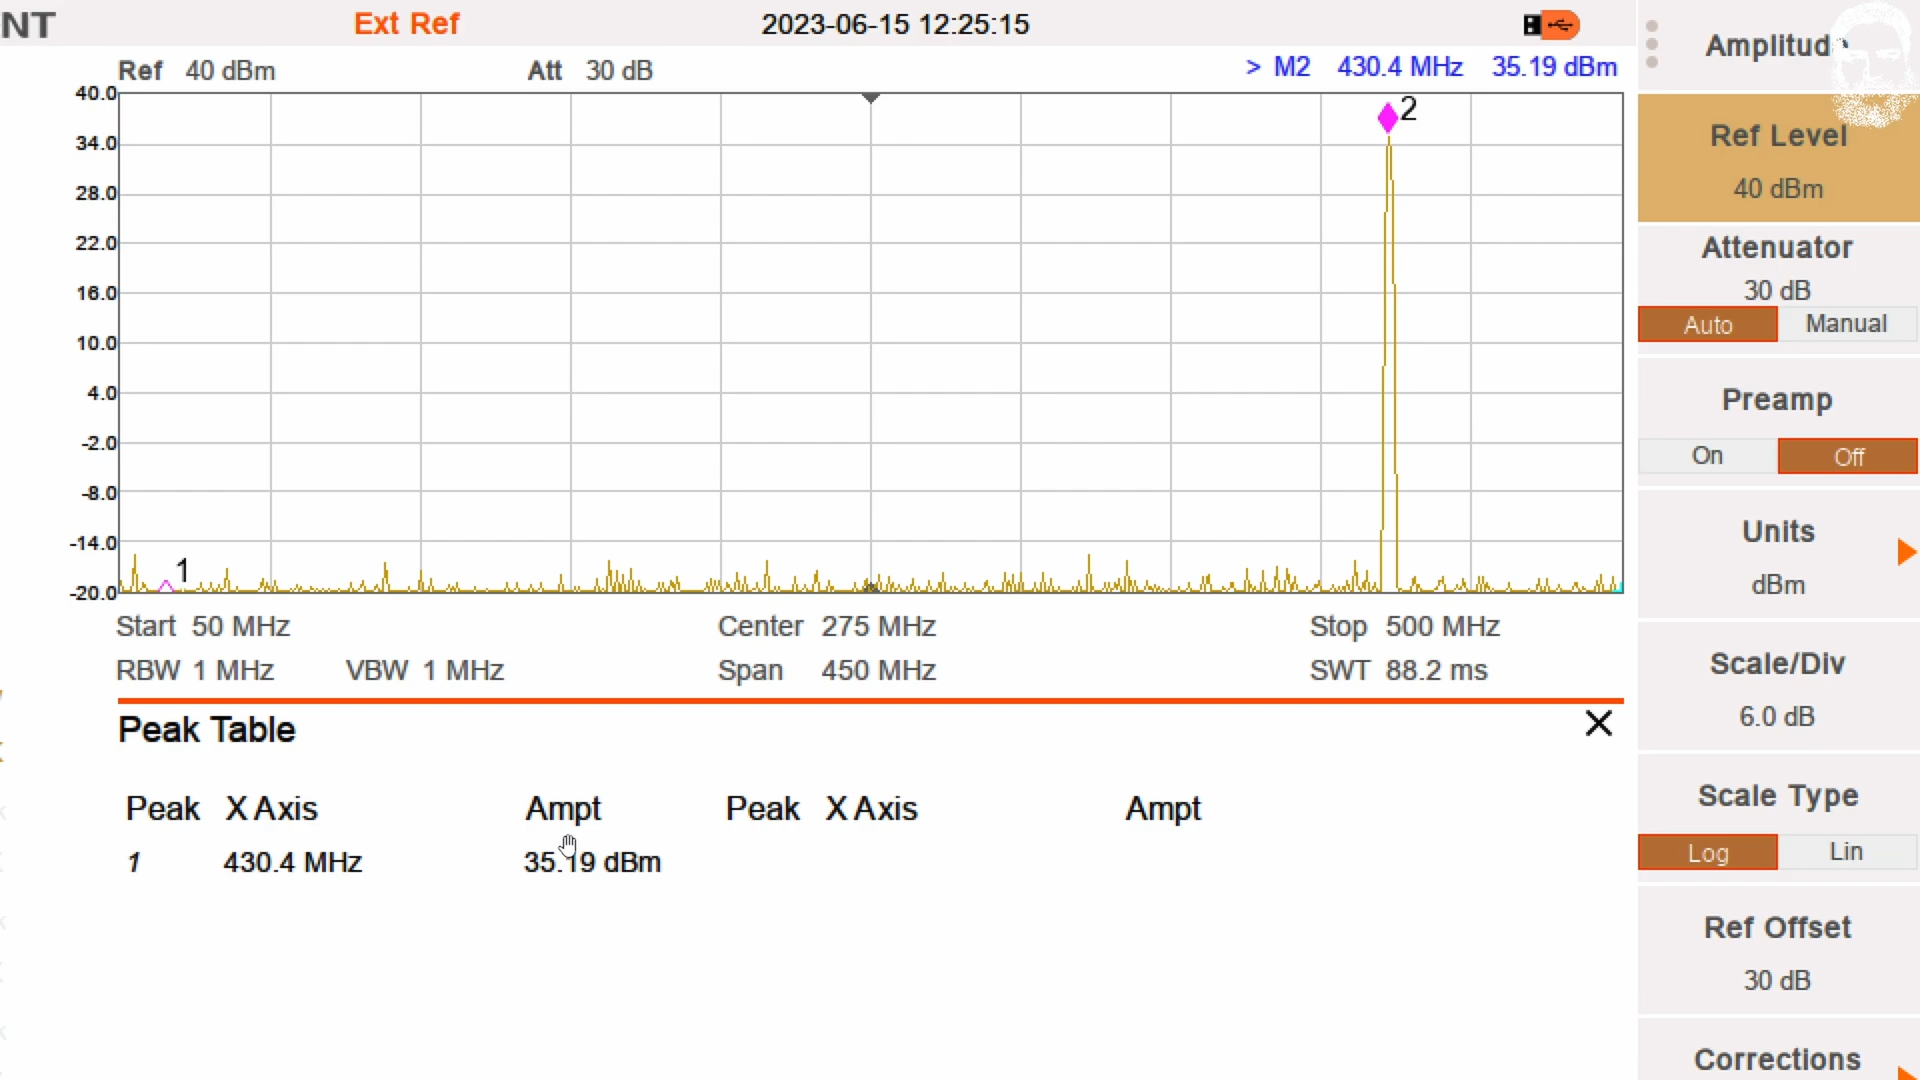 NT Ext Ref 2023-06-15 12:25:15
Ref 40 dBm Att 30 dB > M2 430.4 MHz 35.19 dBm
40.0
34.0
28.0
22.0
16.0
10.0
4.0
-2.0
-8.0
-14.0
-20.0
2
1
Start 50 MHz Center 275 MHz Stop 500 MHz
RBW 1 MHz VBW 1 MHz Span 450 MHz SWT 88.2 ms
Peak Table
Peak X Axis Ampt Peak X Axis Ampt
1 430.4 MHz 35.19 dBm
Amplitude
Ref Level
40 dBm
Attenuator
30 dB
Auto Manual
Preamp
On Off
Units
dBm
Scale/Div
6.0 dB
Scale Type
Log Lin
Ref Offset
30 dB
Corrections